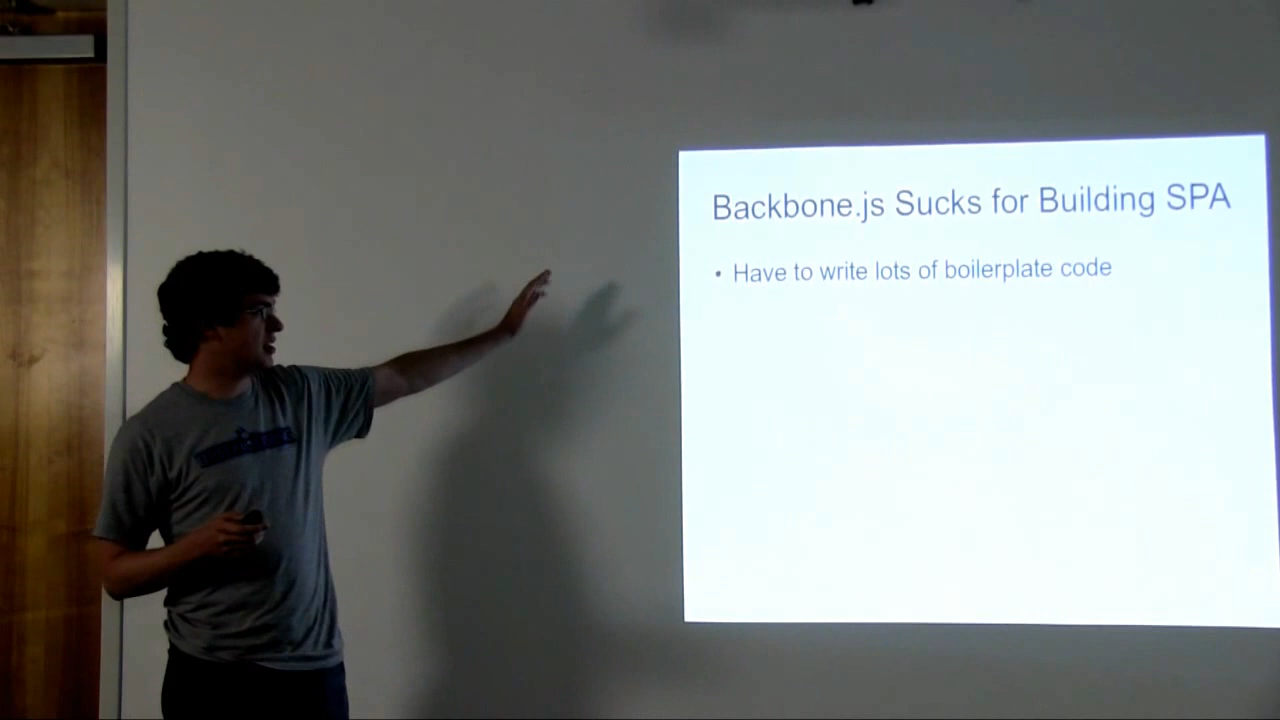 Backbone.js Sucks for Building SPA
• Have to write lots of boilerplate code